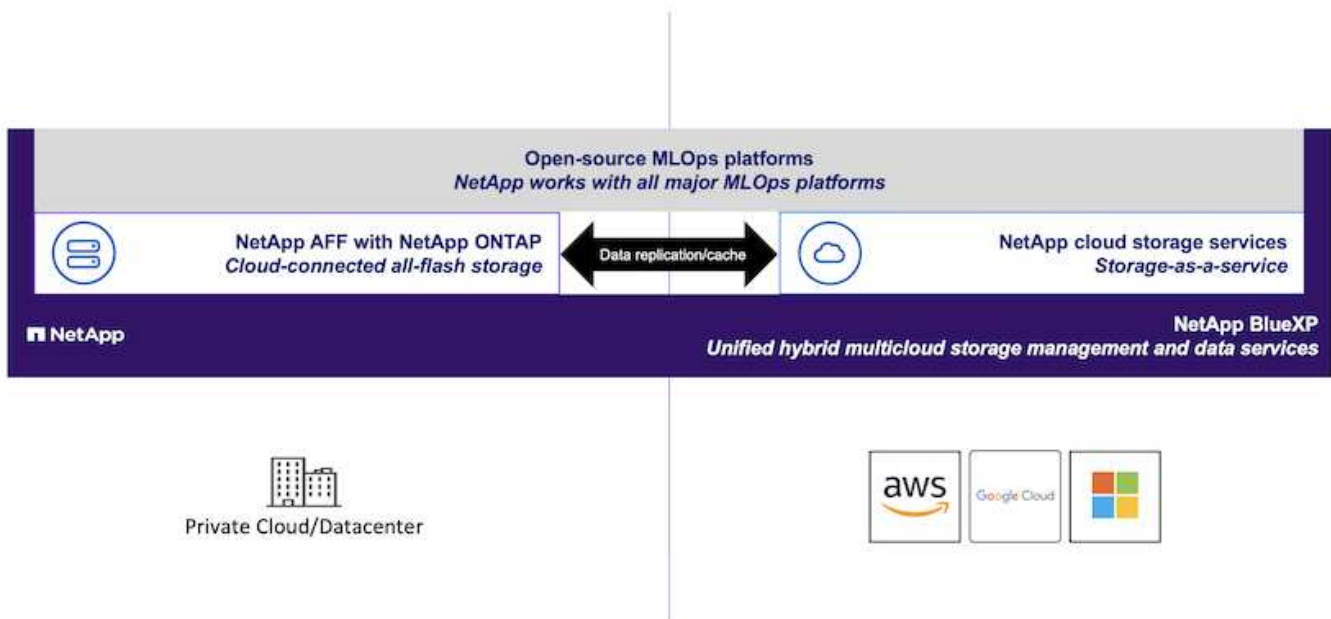 Open-source MLOps platforms
NetApp works with all major MLOps platforms
NetApp AFF with NetApp ONTAP
Cloud-connected all-flash storage
Data replication/cache
NetApp cloud storage services
Storage-as-a-service
NetApp
NetApp BlueXP
Unified hybrid multicloud storage management and data services
Private Cloud/Datacenter
aws
Google Cloud